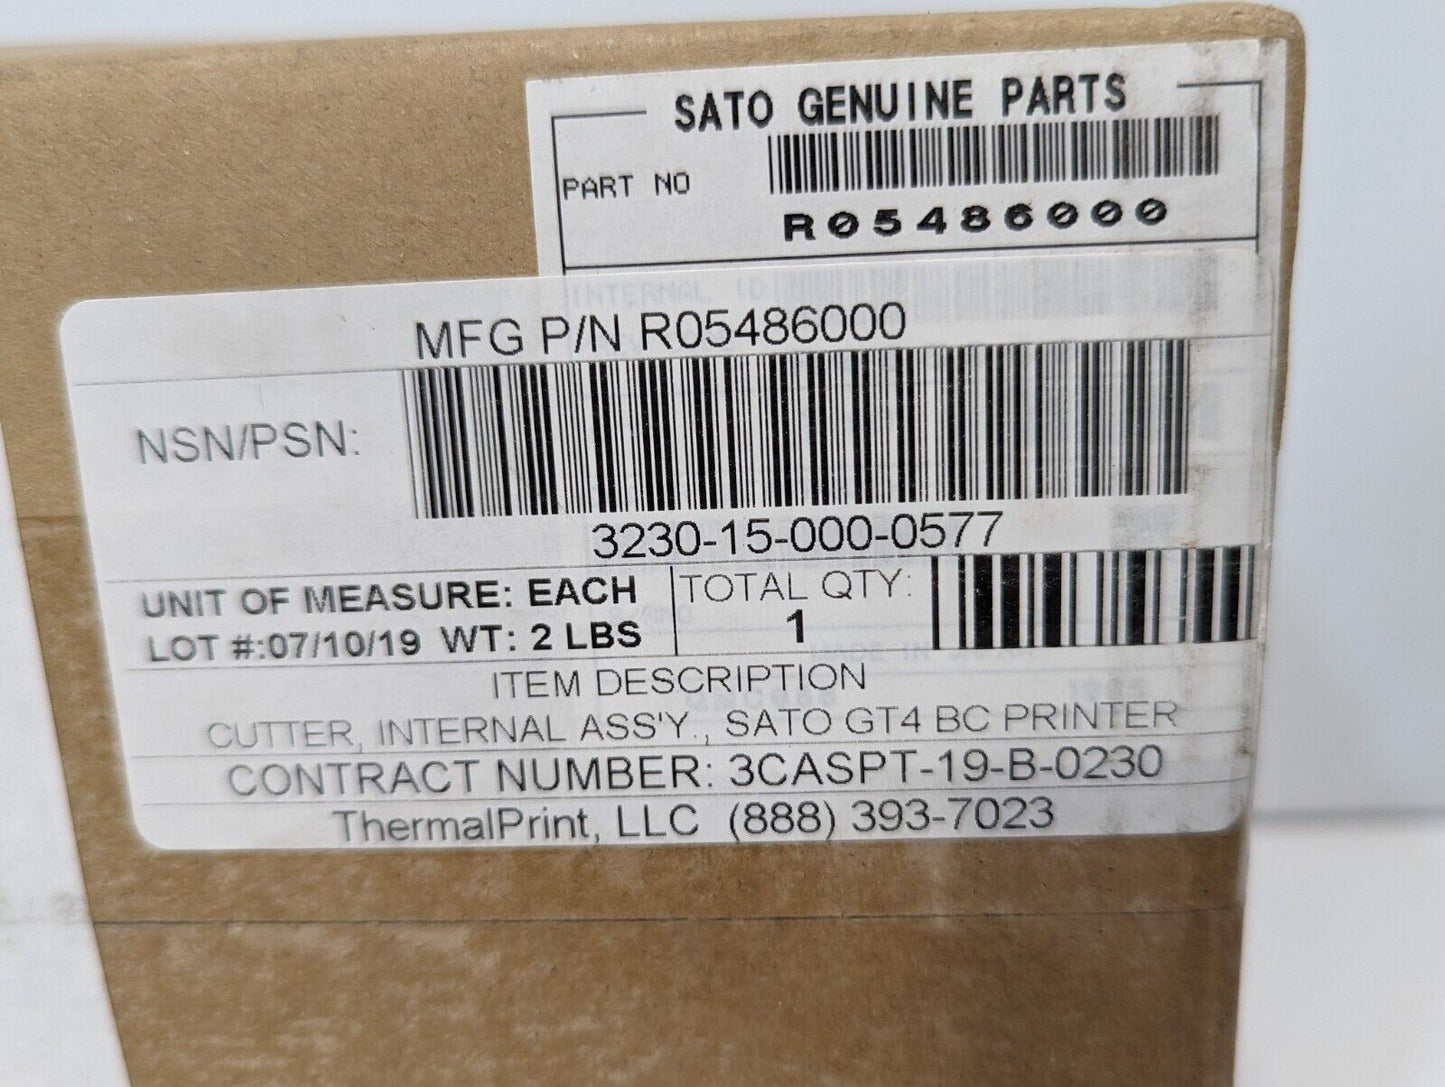 SATO GENUINE PARTS
PART NO
R05486000
INTERNAL ID
MFG P/N R05486000
NSN/PSN:
3230-15-000-0577
UNIT OF MEASURE: EACH
TOTAL QTY:
1
LOT #:07/10/19 WT: 2 LBS
ITEM DESCRIPTION
CUTTER, INTERNAL ASS'Y., SATO GT4 BC PRINTER
CONTRACT NUMBER: 3CASPT-19-B-0230
ThermalPrint, LLC (888) 393-7023